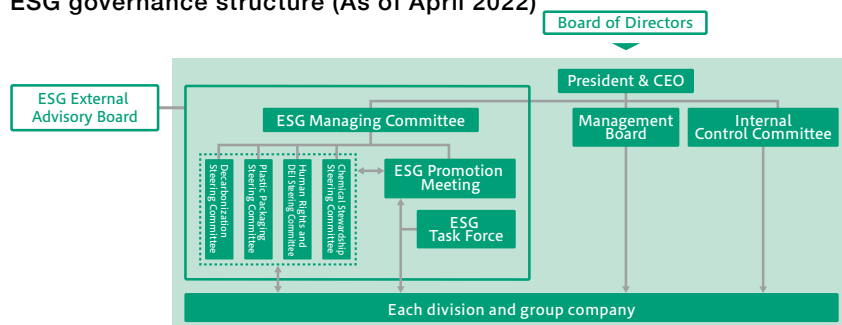 ESG governance structure (As of April 2022)
Board of Directors
President & CEO
ESG External
Advisory Board
ESG Managing Committee
Management
Board
Internal
Control Committee
Decarbonization
Steering Committee
Plastic Packaging
Steering Committee
Human Rights and
DEI Steering Committee
Chemical Stewardship
Steering Committee
ESG Promotion
Meeting
ESG
Task Force
Each division and group company